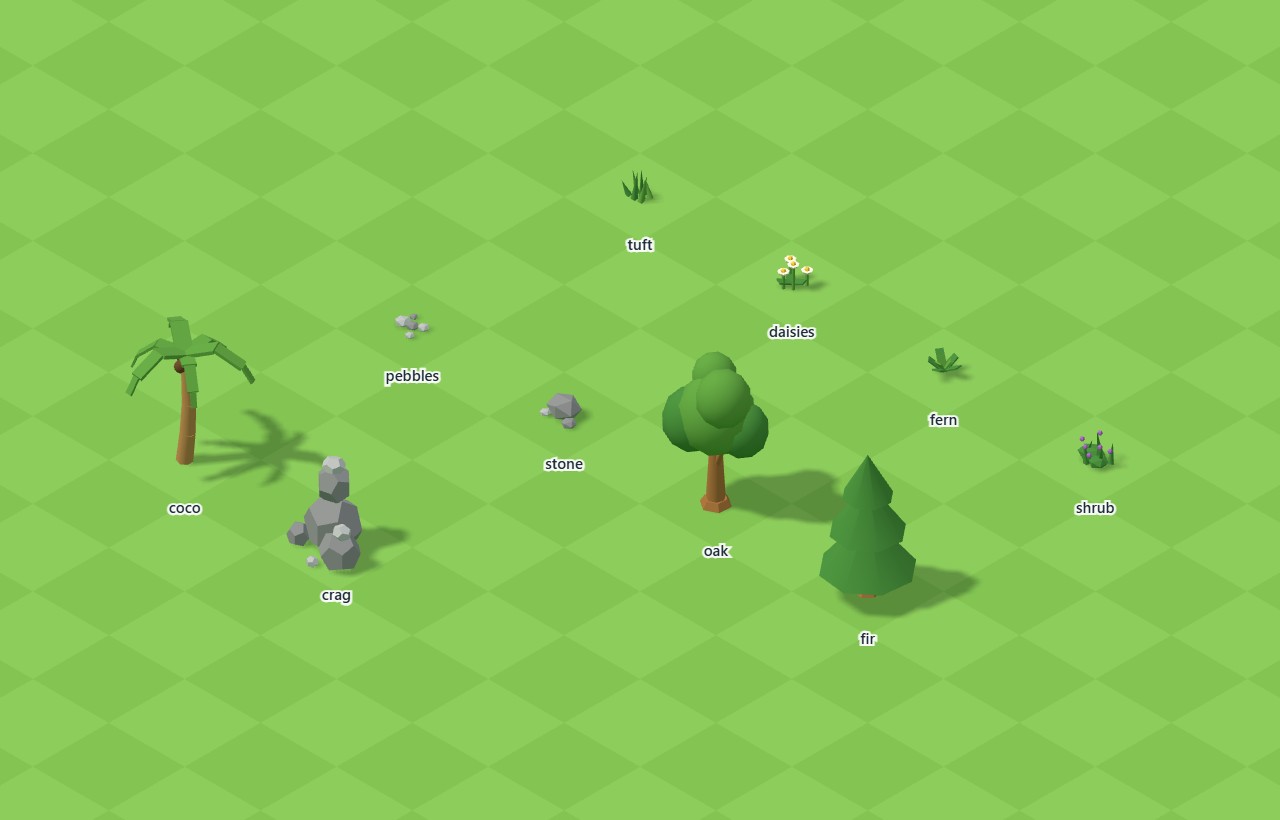 tuft
daisies
pebbles
fern
stone
coco
shrub
oak
crag
fir